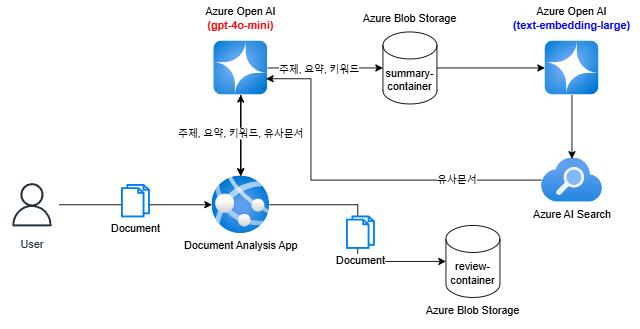 Azure Open AI
(gpt-4o-mini)
Azure Blob Storage
Azure Open AI
(text-embedding-large)
주제, 요약, 키워드
summary-
container
주제, 요약, 키워드, 유사문서
유사문서
Azure AI Search
User
Document
Document Analysis App
Document
review-
container
Azure Blob Storage